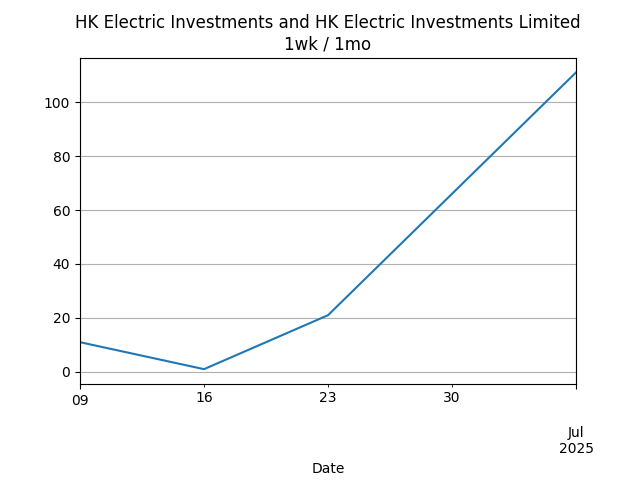 HK Electric Investments and HK Electric Investments Limited
1wk / 1mo
100
80
60
40
20
0
09
16
23
30
Jul
2025
Date